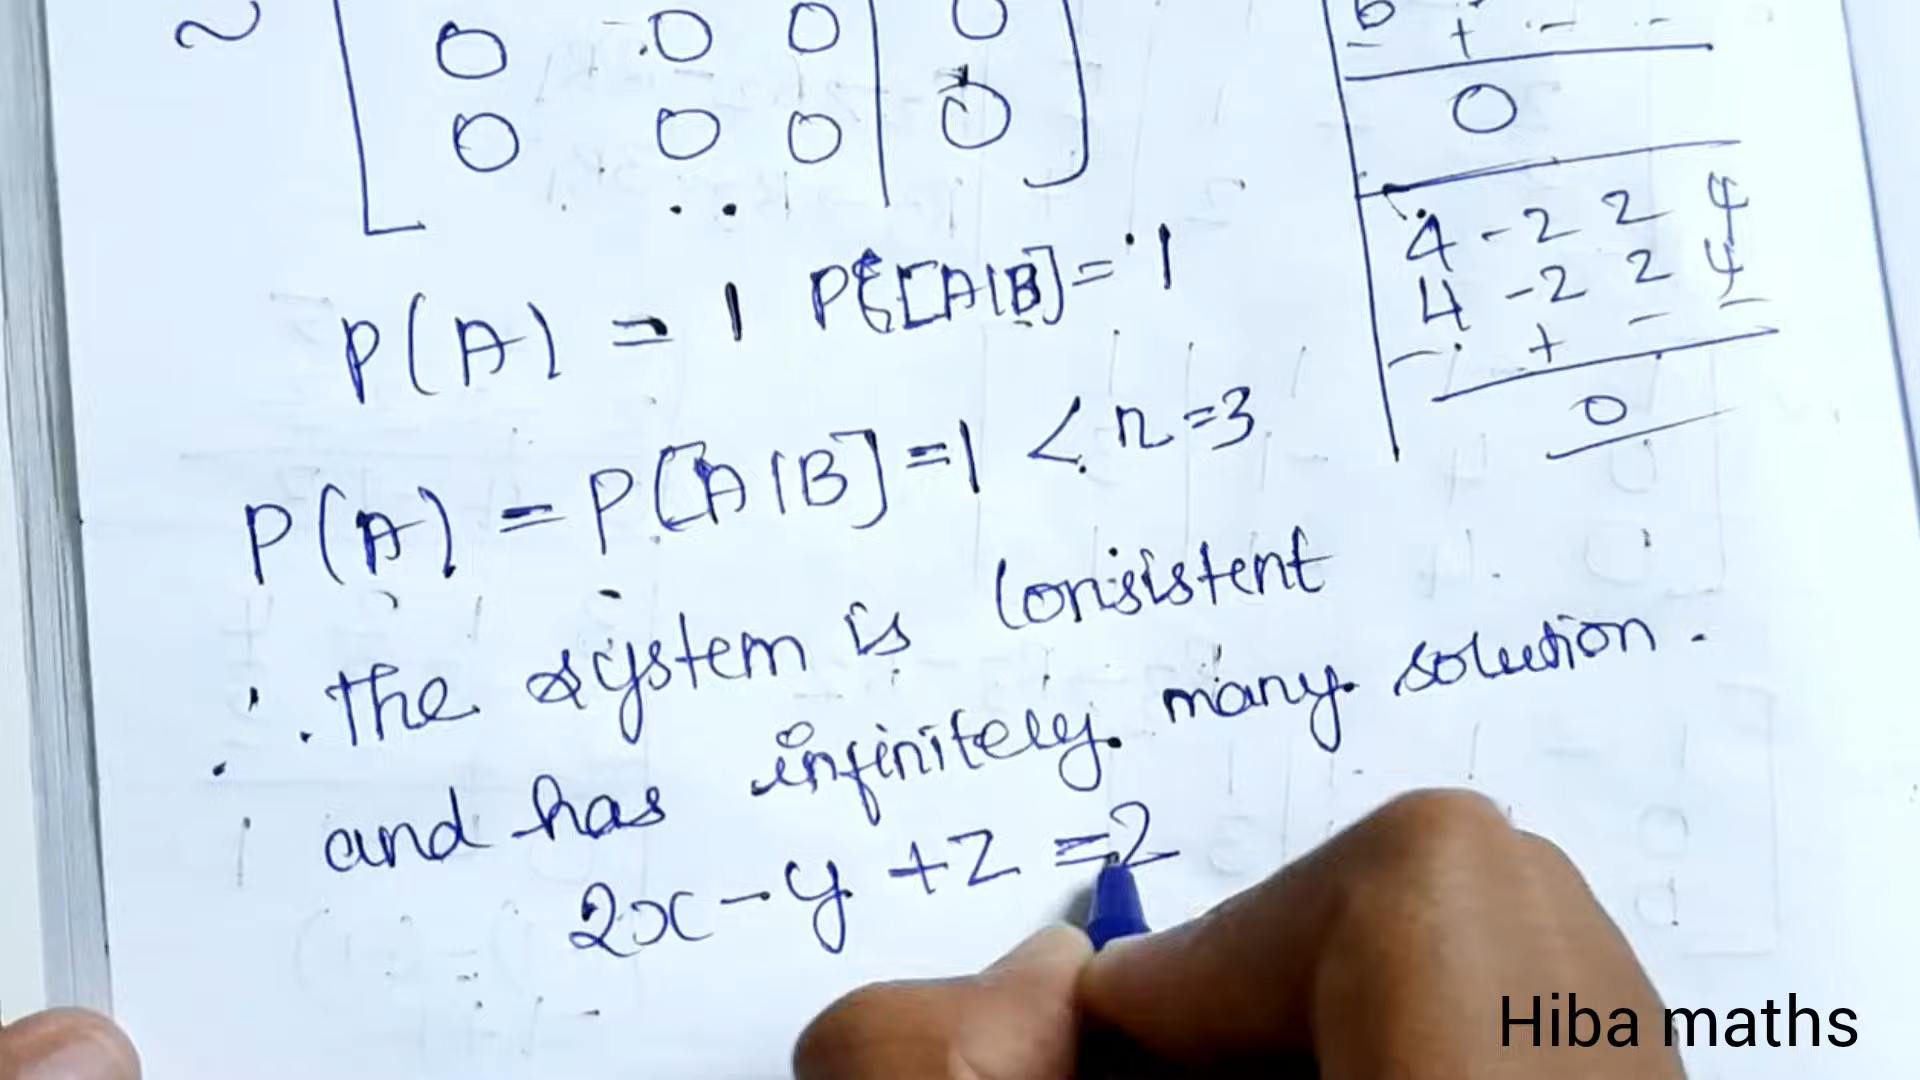 ~ 0 0 0 | 0
0 0 0 | 0
P(A) = 1 P[A|B] = 1
P(A) = P[A|B] = 1 < n = 3
∴ The system is consistent
and has infinitely many solution.
2x - y + z = 2
6
- + - -
0
4 -2 2 4
4 -2 2 4
- + - -
0
Hiba maths